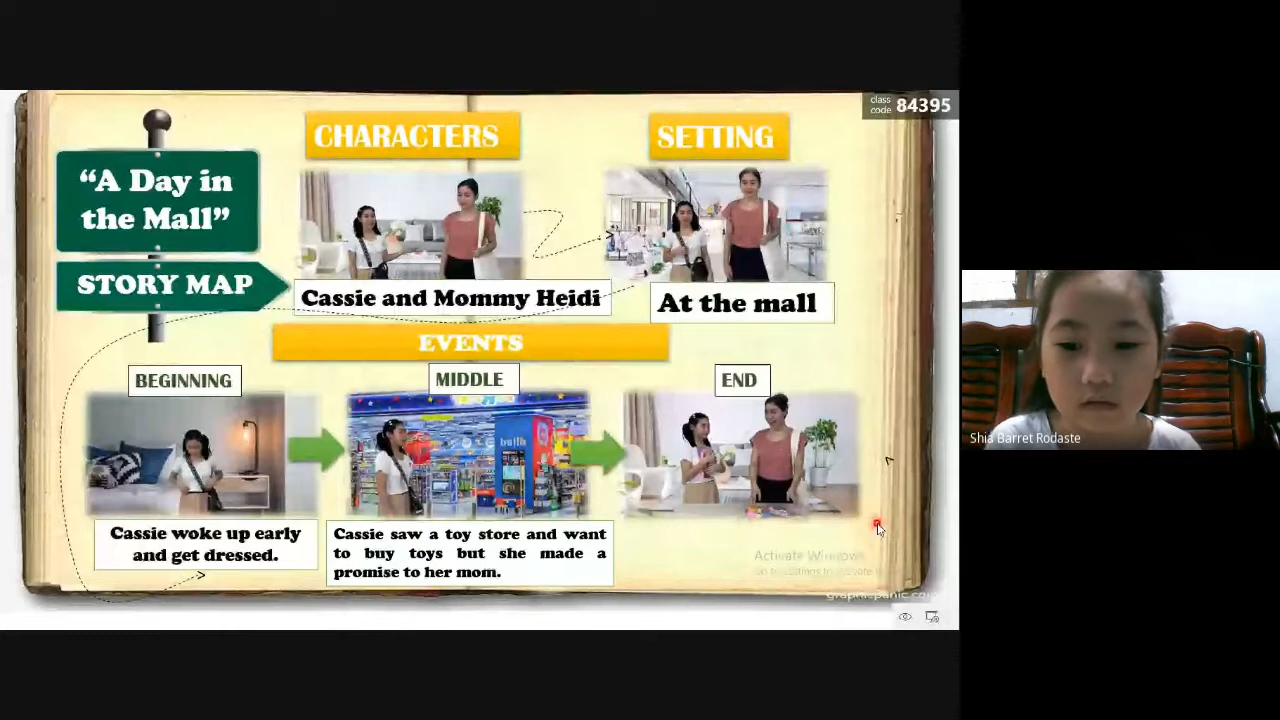 class
code 84395
CHARACTERS
SETTING
“A Day in
the Mall”
STORY MAP
Cassie and Mommy Heidi
At the mall
EVENTS
BEGINNING
MIDDLE
END
Cassie woke up early
and get dressed.
Cassie saw a toy store and want
to buy toys but she made a
promise to her mom.
Activate Windows
Shia Barret Rodaste